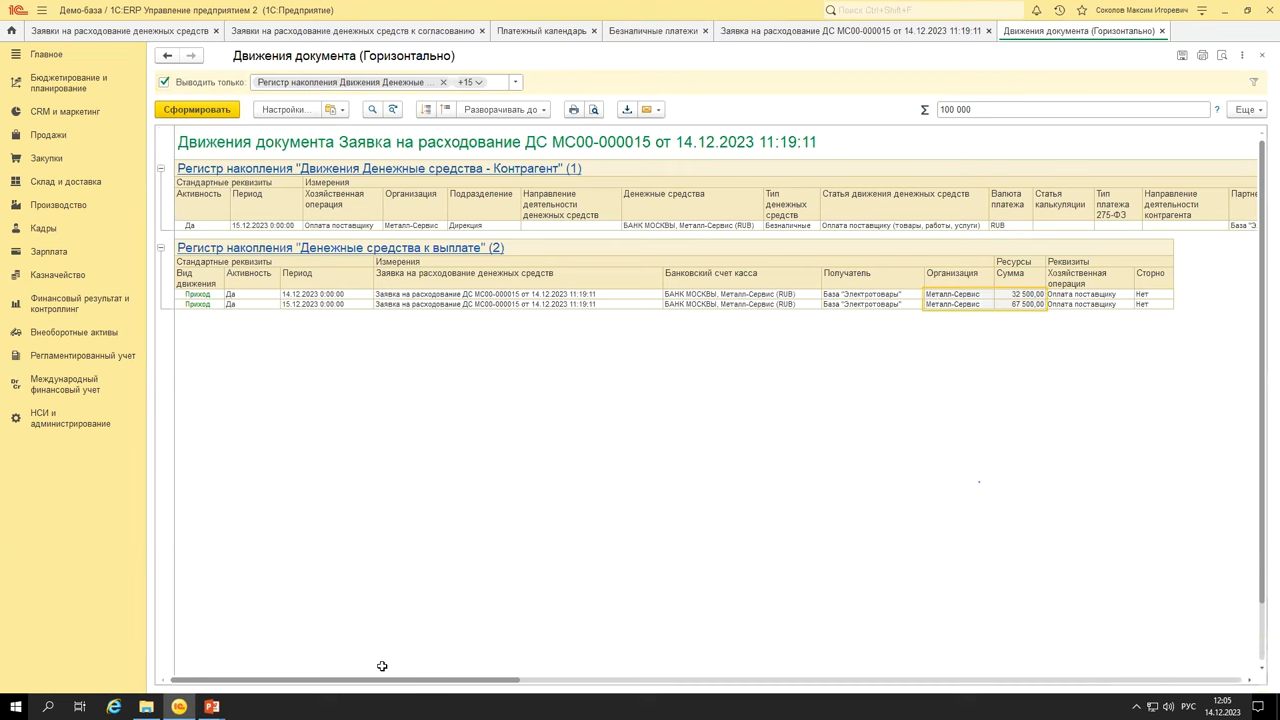 Демо-база / 1С:ERP Управление предприятием 2 (1С:Предприятие)
Поиск Ctrl+Shift+F
Соколов Максим Игоревич
Заявки на расходование денежных средств ×
Заявки на расходование денежных средств к согласованию ×
Платежный календарь ×
Безналичные платежи ×
Заявка на расходование ДС МС00-000015 от 14.12.2023 11:19:11 ×
Движения документа (Горизонтально) ×
Главное
Бюджетирование и
планирование
CRM и маркетинг
Продажи
Закупки
Склад и доставка
Производство
Кадры
Зарплата
Казначейство
Финансовый результат и
контроллинг
Внеоборотные активы
Регламентированный учет
Международный
финансовый учет
НСИ и
администрирование
Движения документа (Горизонтально)
Выводить только:
Регистр накопления Движения Денежные ... × +15
Сформировать
Настройки...
Разворачивать до
Σ
100 000
?
Еще
Движения документа Заявка на расходование ДС МС00-000015 от 14.12.2023 11:19:11
Регистр накопления "Движения Денежные средства - Контрагент" (1)
Стандартные реквизиты Измерения
Активность Период Хозяйственная операция Организация Подразделение Направление деятельности денежных средств Денежные средства Тип денежных средств Статья движения денежных средств Валюта платежа Статья калькуляции Тип платежа 275-ФЗ Направление деятельности контрагента Партне
Да 15.12.2023 0:00:00 Оплата поставщику Металл-Сервис Дирекция БАНК МОСКВЫ, Металл-Сервис (RUB) Безналичные Оплата поставщику (товары, работы, услуги) RUB База "Э
Регистр накопления "Денежные средства к выплате" (2)
Стандартные реквизиты Измерения Ресурсы Реквизиты
Вид движения Активность Период Заявка на расходование денежных средств Банковский счет касса Получатель Организация Сумма Хозяйственная операция Сторно
Приход Да 14.12.2023 0:00:00 Заявка на расходование ДС МС00-000015 от 14.12.2023 11:19:11 БАНК МОСКВЫ, Металл-Сервис (RUB) База "Электротовары" Металл-Сервис 32 500,00 Оплата поставщику Нет
Приход Да 15.12.2023 0:00:00 Заявка на расходование ДС МС00-000015 от 14.12.2023 11:19:11 БАНК МОСКВЫ, Металл-Сервис (RUB) База "Электротовары" Металл-Сервис 67 500,00 Оплата поставщику Нет
РУС
12:05
14.12.2023